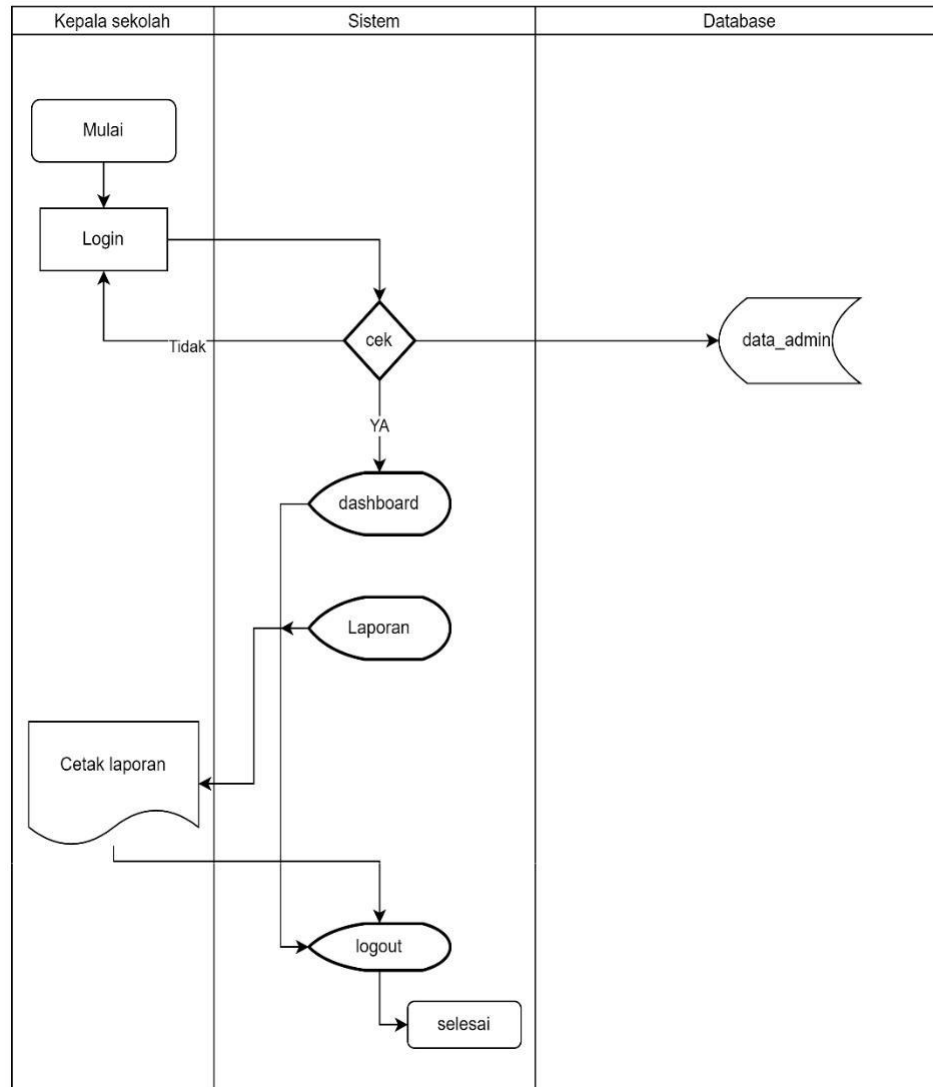 Kepala sekolah
Sistem
Database
Mulai
Login
cek
Tidak
data_admin
YA
dashboard
Laporan
Cetak laporan
logout
selesai